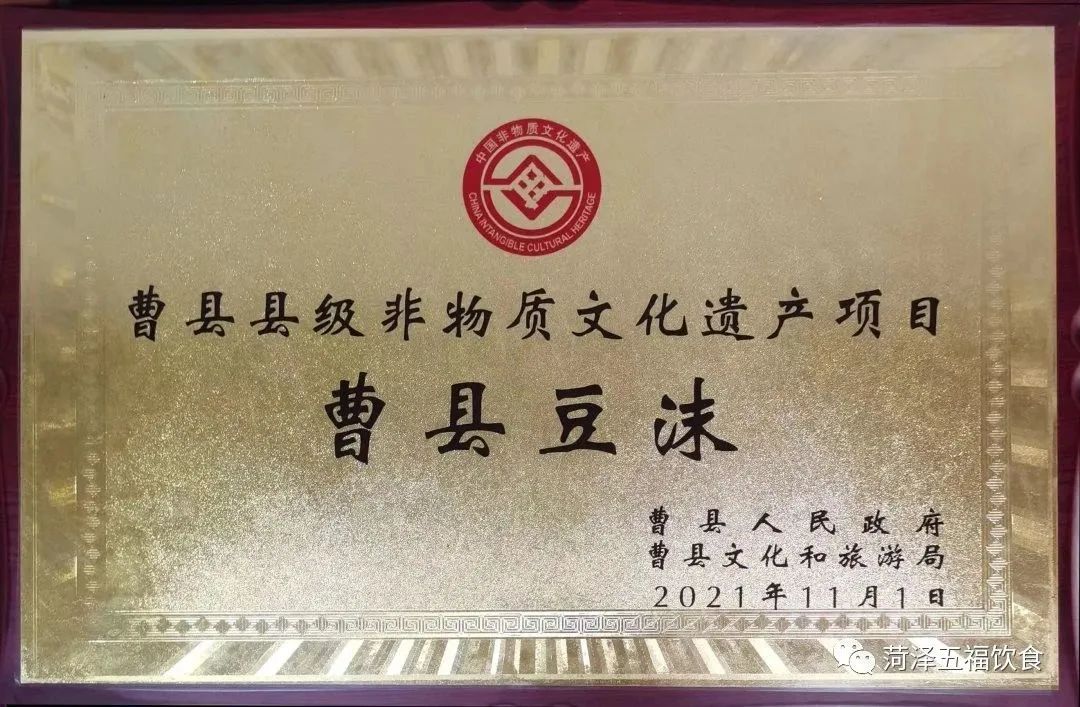 中国非物质文化遗产
CHINA INTANGIBLE CULTURAL HERITAGE
曹县县级非物质文化遗产项目
曹县豆沫
曹县人民政府
曹县文化和旅游局
2021年11月1日
菏泽五福饮食